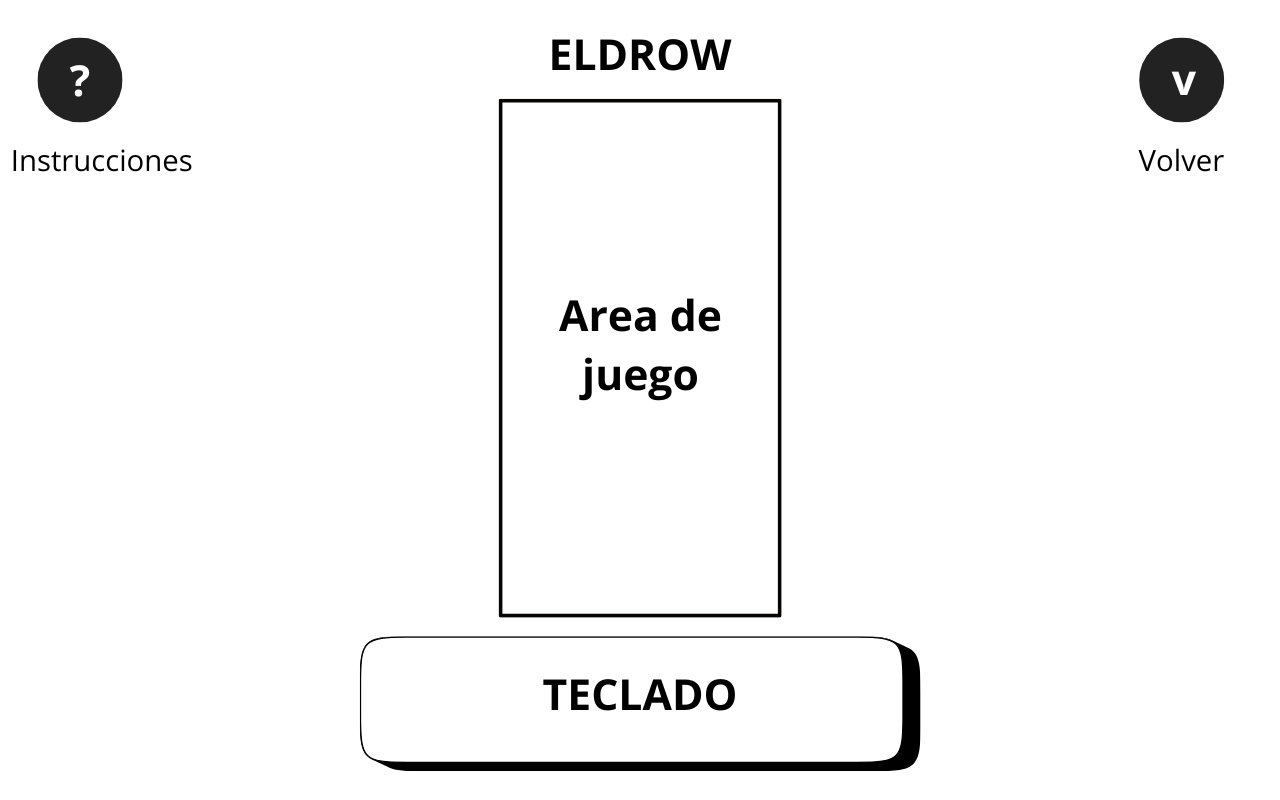 ELDROW
?
v
Instrucciones
Volver
Area de
juego
TECLADO